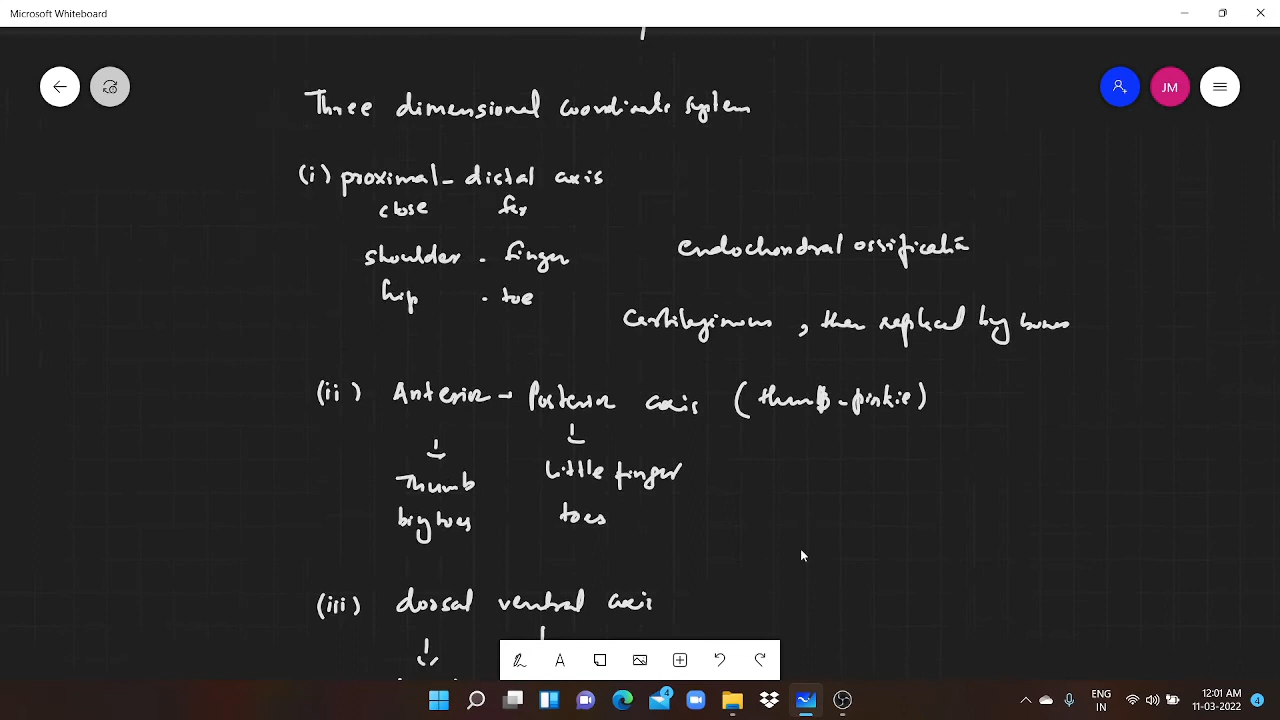 Microsoft Whiteboard
JM
Three dimensional coordinate system
(i) proximal - distal axis
close far
shoulder - finger
hip - toe
endochondral ossification
Cartilaginous, then replaced by bones
(ii) Anterior - Posterior axis (thumb - pinkie)
Thumb Little finger
big toes toes
(iii) dorsal ventral axis
A
4
ENG
IN
12:01 AM
11-03-2022
4